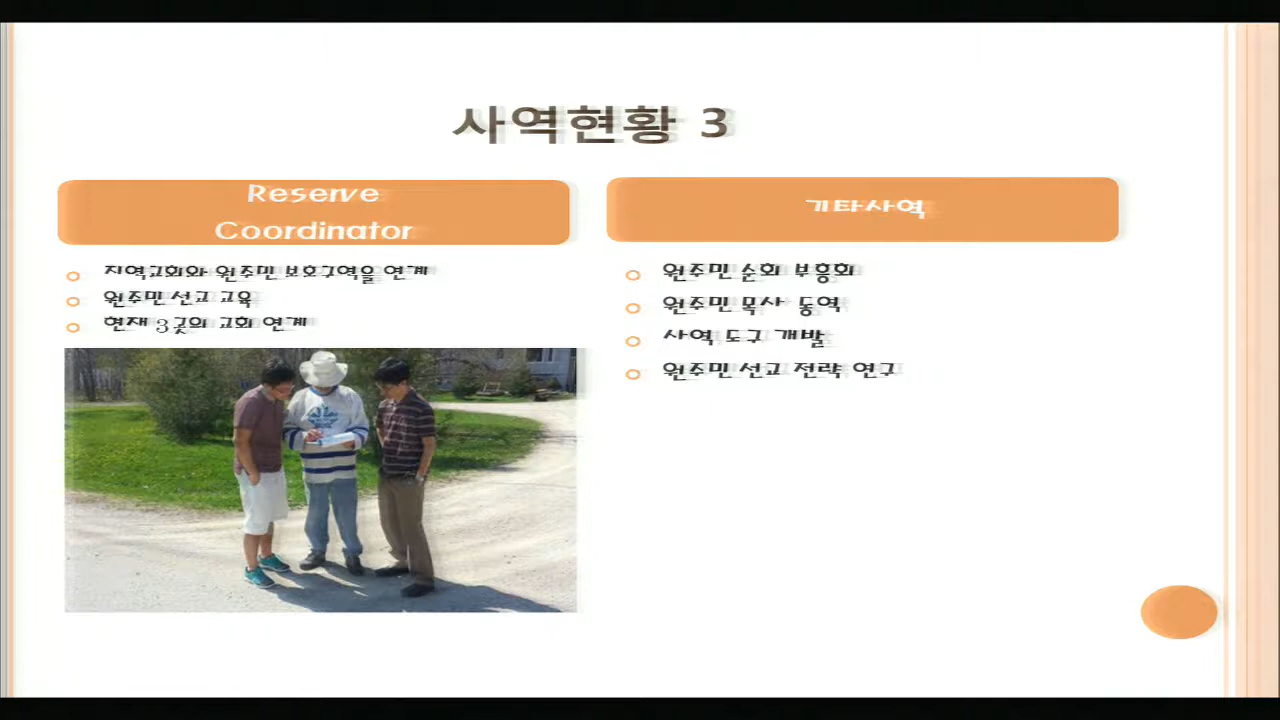 사역현황 3
Reserve
Coordinator
지역교회와 원주민 보호구역을 연계
원주민 선교 교육
현재 3곳의 교회 연계
기타사역
원주민 순회 부흥회
원주민 목사 동역
사역 도구 개발
원주민 선교 전략 연구